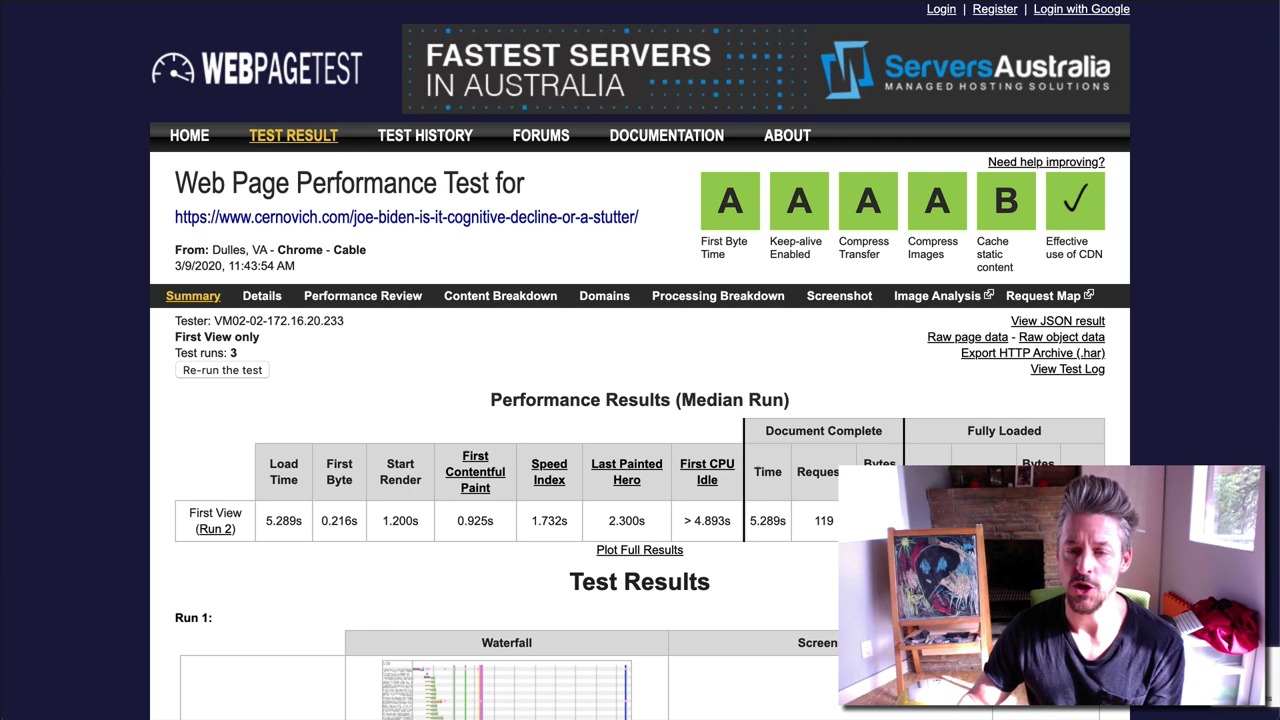 Login | Register | Login with Google
WEBPAGETEST
FASTEST SERVERS
IN AUSTRALIA
ServersAustralia
MANAGED HOSTING SOLUTIONS
HOME TEST RESULT TEST HISTORY FORUMS DOCUMENTATION ABOUT
Need help improving?
Web Page Performance Test for
https://www.cernovich.com/joe-biden-is-it-cognitive-decline-or-a-stutter/
From: Dulles, VA - Chrome - Cable
3/9/2020, 11:43:54 AM
A A A A B ✓
First Byte Time
Keep-alive Enabled
Compress Transfer
Compress Images
Cache static content
Effective use of CDN
Summary Details Performance Review Content Breakdown Domains Processing Breakdown Screenshot Image Analysis Request Map
Tester: VM02-02-172.16.20.233
First View only
Test runs: 3
Re-run the test
View JSON result
Raw page data - Raw object data
Export HTTP Archive (.har)
View Test Log
Performance Results (Median Run)
Document Complete Fully Loaded
Load Time
First Byte
Start Render
First Contentful Paint
Speed Index
Last Painted Hero
First CPU Idle
Time
Reques
Bytes
Bytes
First View (Run 2)
5.289s 0.216s 1.200s 0.925s 1.732s 2.300s > 4.893s 5.289s 119
Plot Full Results
Test Results
Run 1:
Waterfall Screen